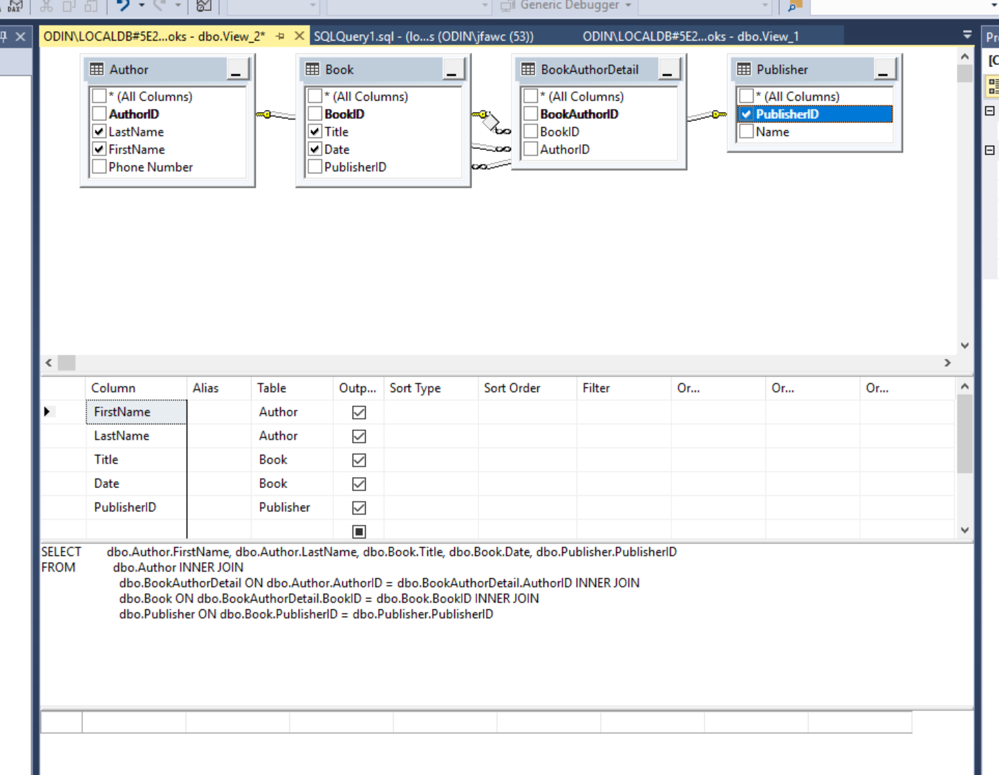 DAX
Generic Debugger
ODIN\LOCALDB#5E2...oks - dbo.View_2*
SQLQuery1.sql - (lo...s (ODIN\jfawc (53))
ODIN\LOCALDB#5E2...oks - dbo.View_1
Author
* (All Columns)
AuthorID
LastName
FirstName
Phone Number
Book
* (All Columns)
BookID
Title
Date
PublisherID
BookAuthorDetail
* (All Columns)
BookAuthorID
BookID
AuthorID
Publisher
* (All Columns)
PublisherID
Name
Column Alias Table Outp... Sort Type Sort Order Filter Or... Or... Or...
FirstName Author
LastName Author
Title Book
Date Book
PublisherID Publisher
SELECT dbo.Author.FirstName, dbo.Author.LastName, dbo.Book.Title, dbo.Book.Date, dbo.Publisher.PublisherID
FROM dbo.Author INNER JOIN
dbo.BookAuthorDetail ON dbo.Author.AuthorID = dbo.BookAuthorDetail.AuthorID INNER JOIN
dbo.Book ON dbo.BookAuthorDetail.BookID = dbo.Book.BookID INNER JOIN
dbo.Publisher ON dbo.Book.PublisherID = dbo.Publisher.PublisherID